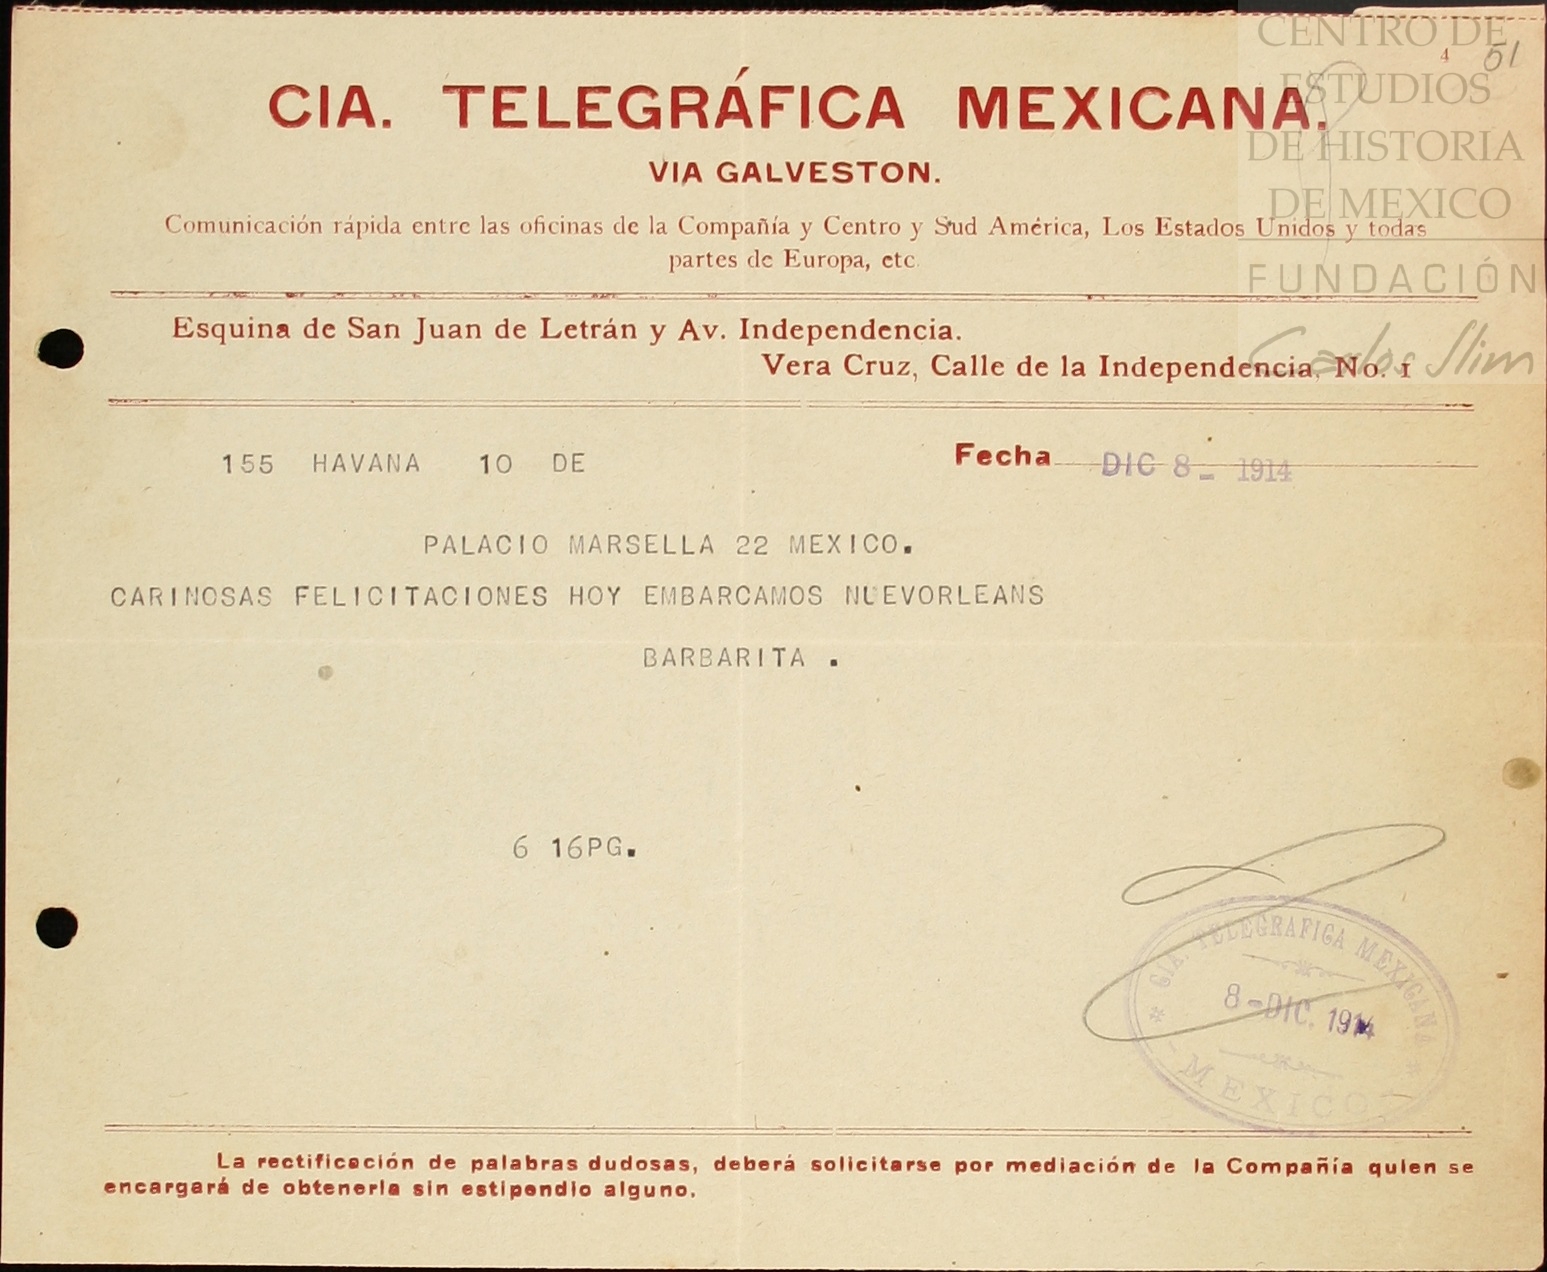 CENTRO DE
ESTUDIOS
DE HISTORIA
DE MEXICO
FUNDACIÓN
Carlos Slim
4 51
CIA. TELEGRÁFICA MEXICANA.
VIA GALVESTON.
Comunicación rápida entre las oficinas de la Compañía y Centro y Sud América, Los Estados Unidos y todas
partes de Europa, etc.
Esquina de San Juan de Letrán y Av. Independencia.
Vera Cruz, Calle de la Independencia, No. 1
155 HAVANA 10 DE
Fecha DIC 8- 1914
PALACIO MARSELLA 22 MEXICO.
CARINOSAS FELICITACIONES HOY EMBARCAMOS NUEVORLEANS
BARBARITA .
6 16PG.
* CIA. TELEGRAFICA MEXICANA *
8-DIC. 1914
- MEXICO -
La rectificación de palabras dudosas, deberá solicitarse por mediación de la Compañía quien se
encargará de obtenerla sin estipendio alguno.